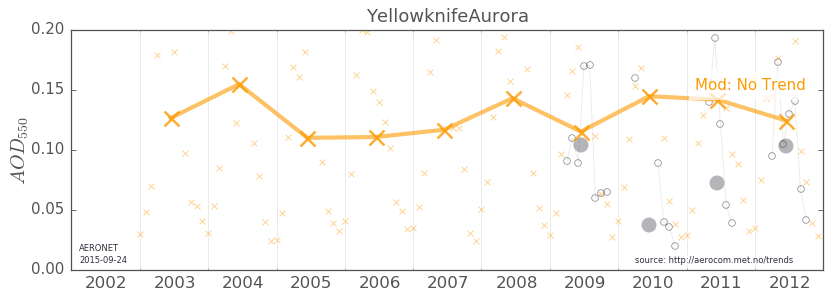 YellowknifeAurora
0.20
0.15
0.10
0.05
0.00
AOD550
Mod: No Trend
AERONET
2015-09-24
source: http://aerocom.met.no/trends
2002 2003 2004 2005 2006 2007 2008 2009 2010 2011 2012